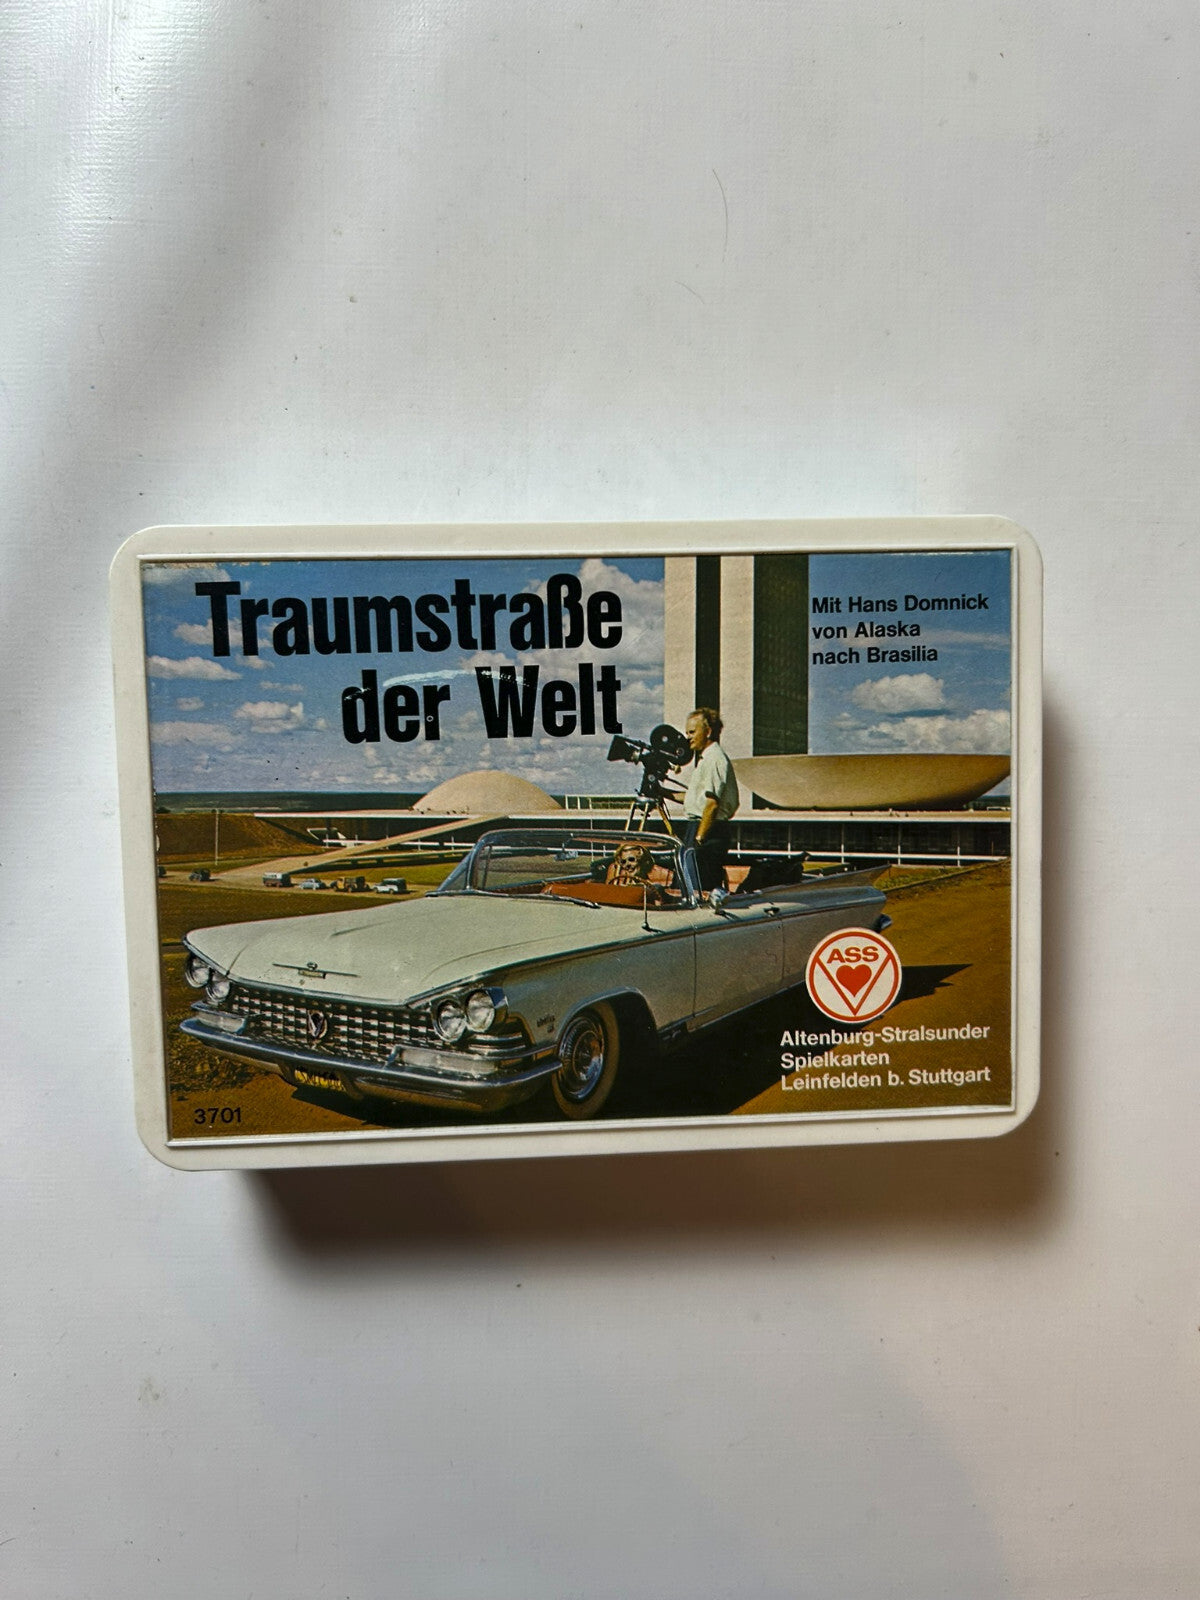 Traumstraße
der Welt
Mit Hans Domnick
von Alaska
nach Brasilia
ASS
Altenburg-Stralsunder
Spielkarten
Leinfelden b. Stuttgart
3701